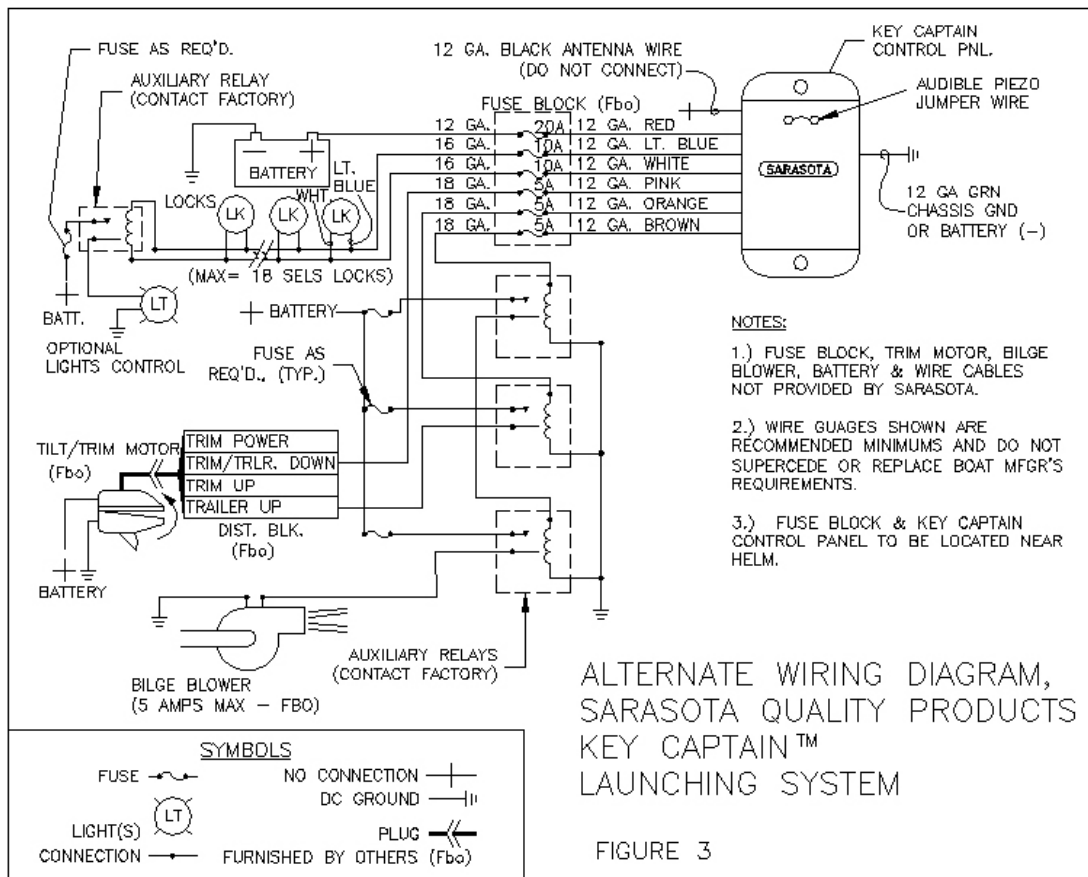 FUSE AS REQ'D.
AUXILIARY RELAY
(CONTACT FACTORY)
12 GA. BLACK ANTENNA WIRE
(DO NOT CONNECT)
KEY CAPTAIN
CONTROL PNL.
AUDIBLE PIEZO
JUMPER WIRE
FUSE BLOCK (Fbo)
12 GA. 20A 12 GA. RED
16 GA. 10A 12 GA. LT. BLUE
16 GA. 10A 12 GA. WHITE
18 GA. 5A 12 GA. PINK
18 GA. 5A 12 GA. ORANGE
18 GA. 5A 12 GA. BROWN
SARASOTA
12 GA GRN
CHASSIS GND
OR BATTERY (-)
BATTERY
LT.
BLUE
WHT.
LOCKS
LK
LK
LK
(MAX= 18 SELS LOCKS)
BATT.
LT
OPTIONAL
LIGHTS CONTROL
BATTERY
FUSE AS
REQ'D., (TYP.)
TILT/TRIM MOTOR
(Fbo)
TRIM POWER
TRIM/TRLR. DOWN
TRIM UP
TRAILER UP
DIST. BLK.
(Fbo)
BATTERY
BILGE BLOWER
(5 AMPS MAX - FBO)
AUXILIARY RELAYS
(CONTACT FACTORY)
NOTES:
1.) FUSE BLOCK, TRIM MOTOR, BILGE
BLOWER, BATTERY & WIRE CABLES
NOT PROVIDED BY SARASOTA.
2.) WIRE GUAGES SHOWN ARE
RECOMMENDED MINIMUMS AND DO NOT
SUPERCEDE OR REPLACE BOAT MFGR'S
REQUIREMENTS.
3.) FUSE BLOCK & KEY CAPTAIN
CONTROL PANEL TO BE LOCATED NEAR
HELM.
ALTERNATE WIRING DIAGRAM,
SARASOTA QUALITY PRODUCTS
KEY CAPTAIN™
LAUNCHING SYSTEM
FIGURE 3
SYMBOLS
FUSE
LT
LIGHT(S)
CONNECTION
NO CONNECTION
DC GROUND
PLUG
FURNISHED BY OTHERS (Fbo)